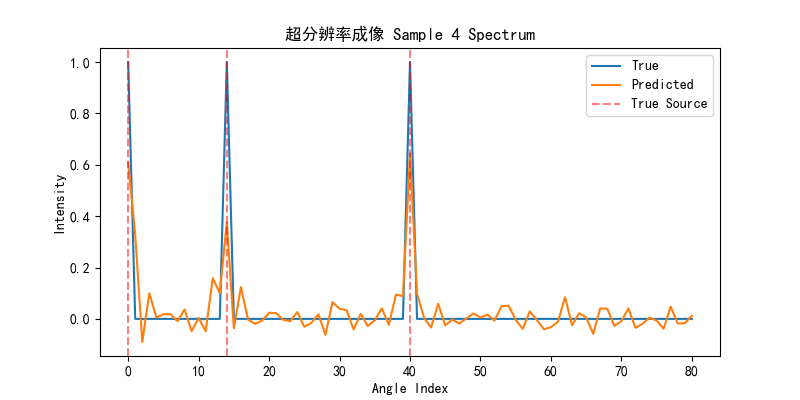 超分辨率成像 Sample 4 Spectrum
True
Predicted
True Source
Intensity
1.0
0.8
0.6
0.4
0.2
0.0
0 10 20 30 40 50 60 70 80
Angle Index